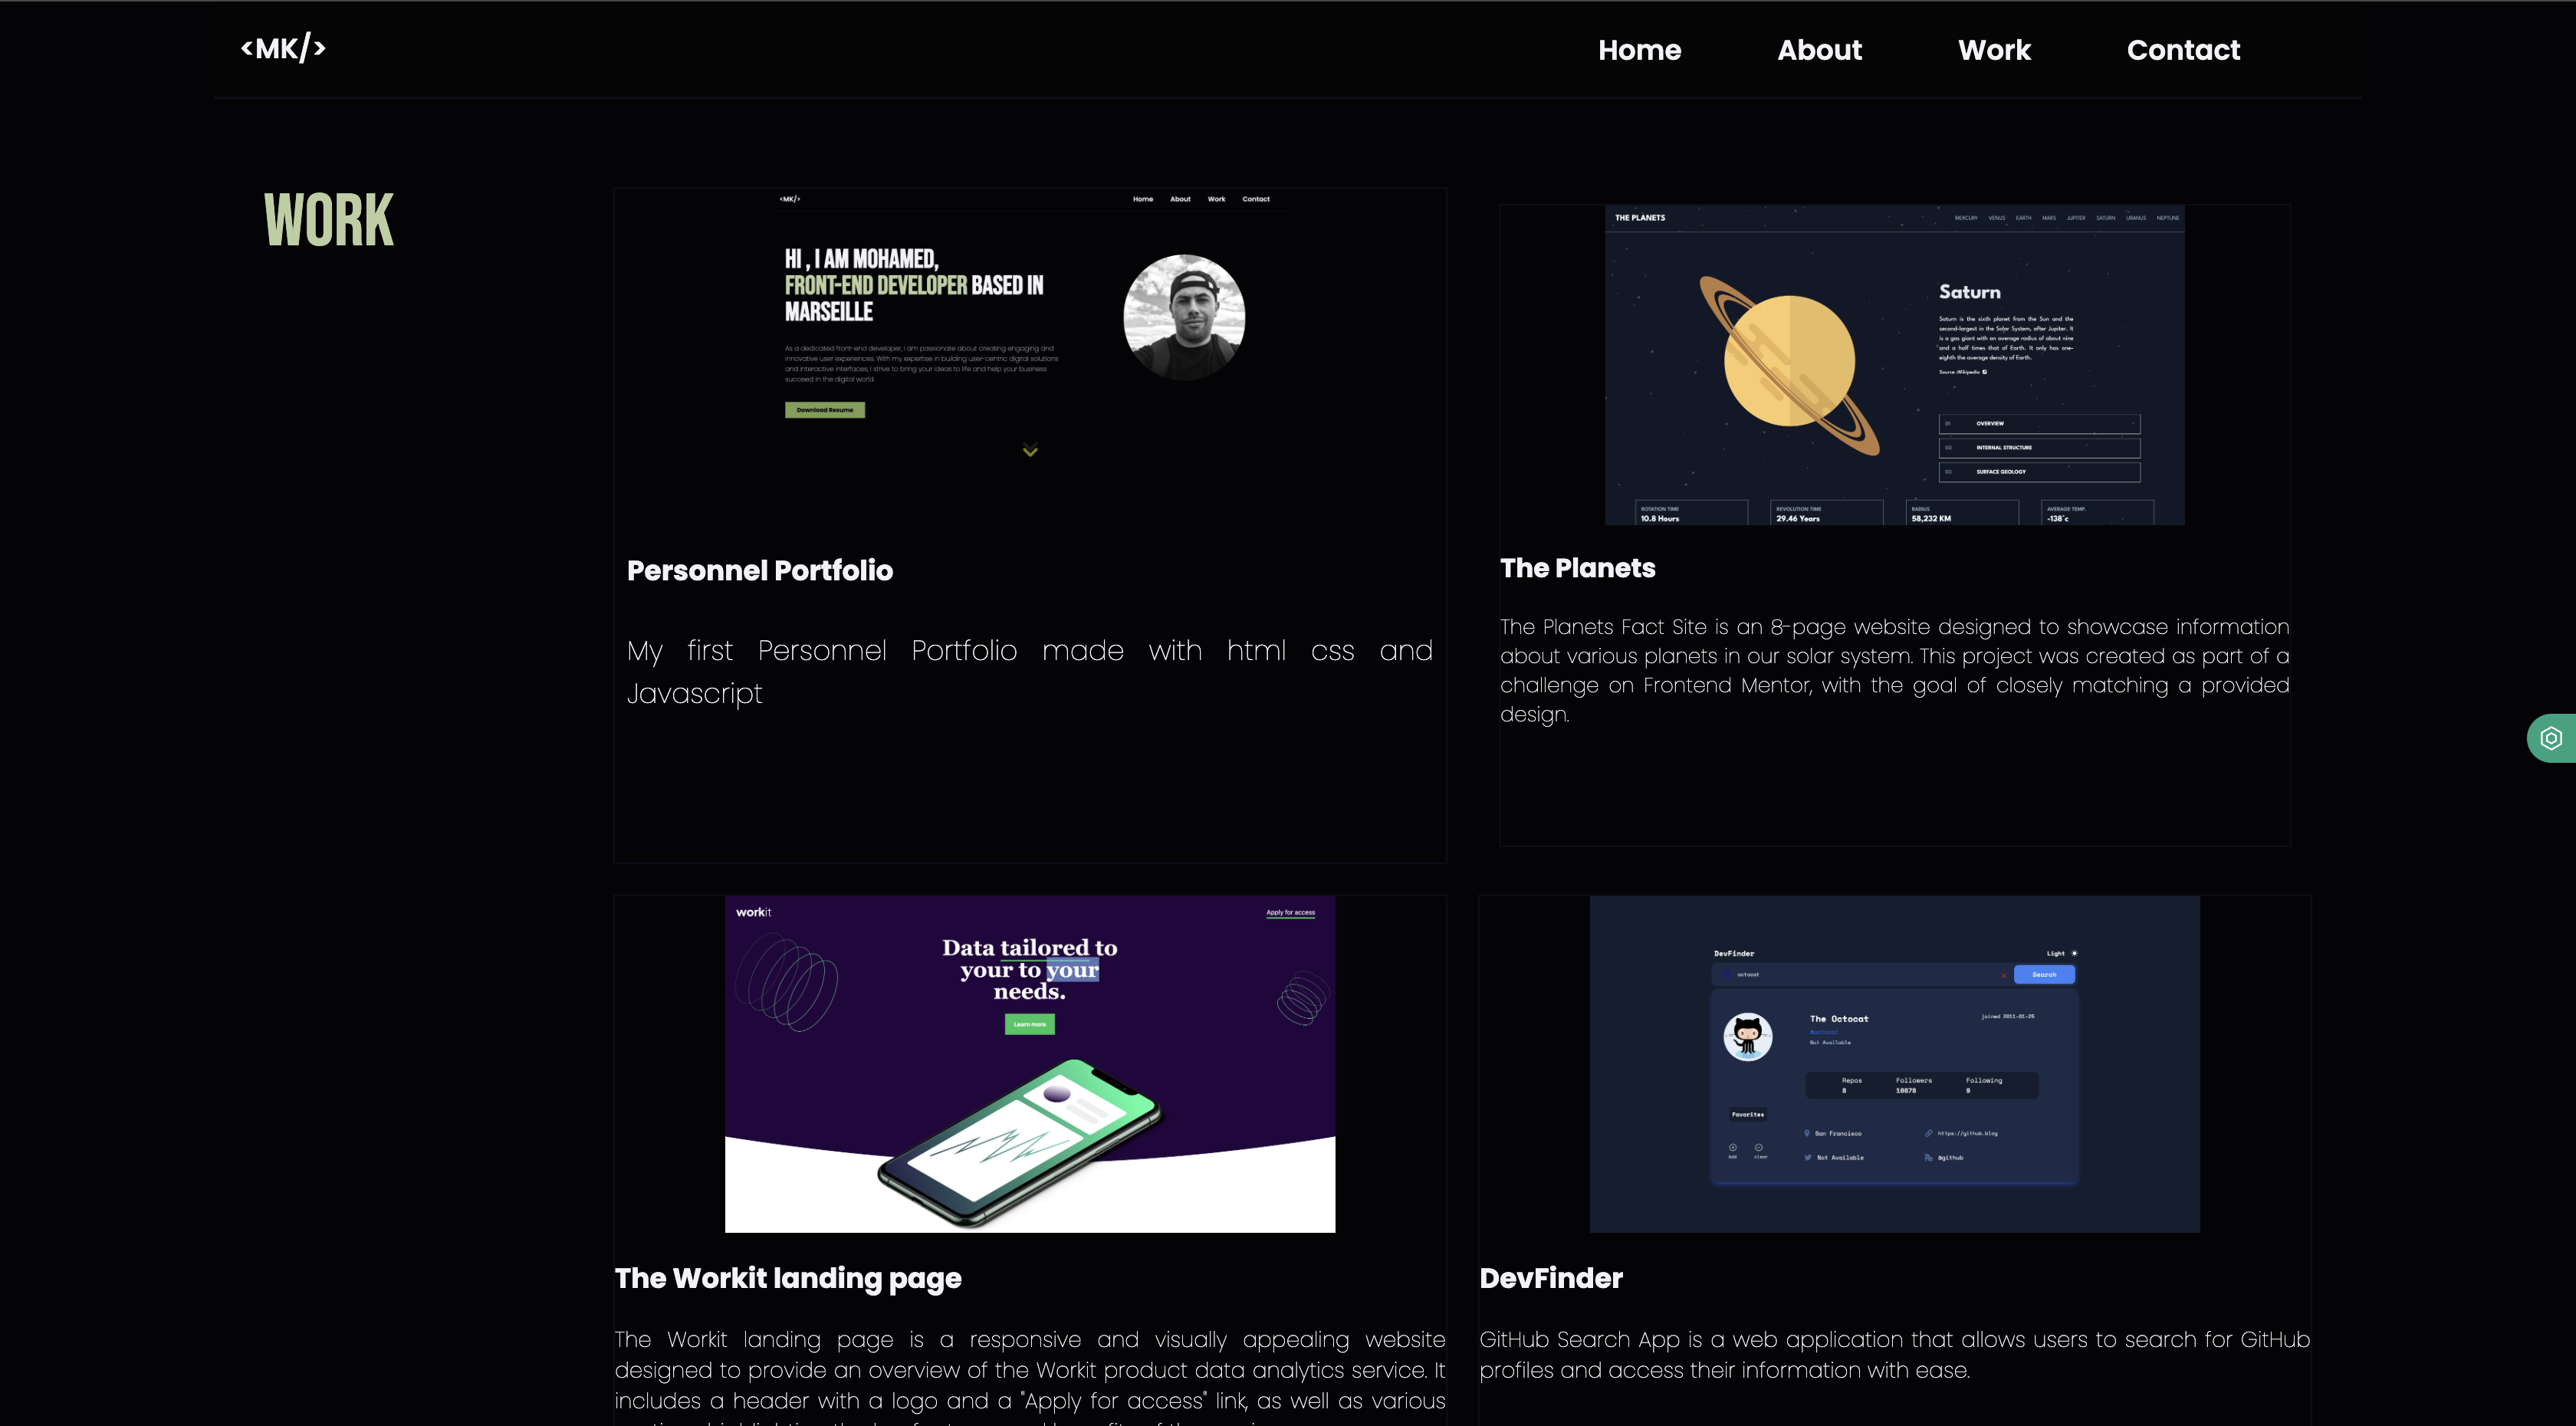 <MK/>
Home About Work Contact
WORK
<MK/>
Home About Work Contact
HI , I AM MOHAMED,
FRONT-END DEVELOPER BASED IN
MARSEILLE
As a dedicated front-end developer, I am passionate about creating engaging and
innovative user experiences. With my expertise in building user-centric digital solutions
and interactive interfaces, I strive to bring your ideas to life and help your business
succeed in the digital world.
Download Resume
Personnel Portfolio
My first Personnel Portfolio made with html css and
Javascript
THE PLANETS
MERCURY VENUS EARTH MARS JUPITER SATURN URANUS NEPTUNE
Saturn
Saturn is the sixth planet from the Sun and the
second-largest in the Solar System, after Jupiter. It
is a gas giant with an average radius of about nine
and a half times that of Earth. It only has one-
eighth the average density of Earth.
Source :Wikipedia
01 OVERVIEW
02 INTERNAL STRUCTURE
03 SURFACE GEOLOGY
ROTATION TIME
10.8 Hours
REVOLUTION TIME
29.46 Years
RADIUS
58,232 KM
AVERAGE TEMP.
-138°c
The Planets
The Planets Fact Site is an 8-page website designed to showcase information
about various planets in our solar system. This project was created as part of a
challenge on Frontend Mentor, with the goal of closely matching a provided
design.
workit
Apply for access
Data tailored to
your to your
needs.
Learn more
The Workit landing page
The Workit landing page is a responsive and visually appealing website
designed to provide an overview of the Workit product data analytics service. It
includes a header with a logo and a "Apply for access" link, as well as various
DevFinder
Light
octocat
Search
The Octocat
joined 2011-01-25
@octocat
Not Available
Repos Followers Following
8 10678 9
Favorites
Add clear
San Francisco
https://github.blog
Not Available
@github
DevFinder
GitHub Search App is a web application that allows users to search for GitHub
profiles and access their information with ease.